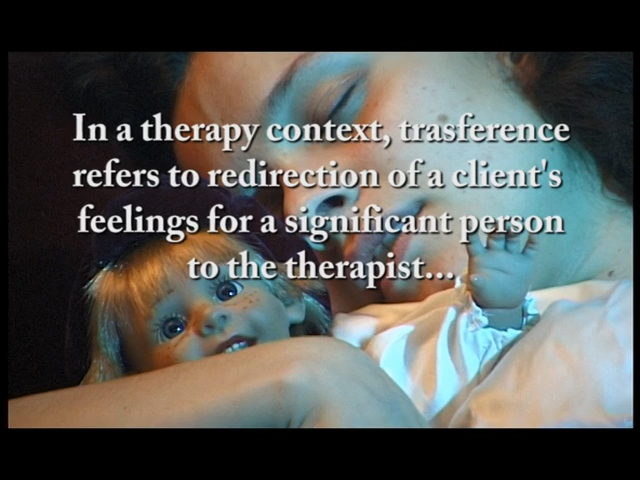 In a therapy context, trasference
refers to redirection of a client's
feelings for a significant person
to the therapist...